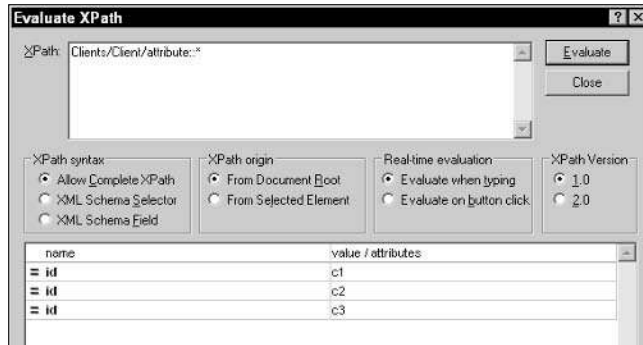 Evaluate XPath
XPath: Clients/Client/attribute::*
Evaluate
Close
XPath syntax
Allow Complete XPath
XML Schema Selector
XML Schema Field
XPath origin
From Document Root
From Selected Element
Real-time evaluation
Evaluate when typing
Evaluate on button click
XPath Version
1.0
2.0
name value / attributes
= id c1
= id c2
= id c3